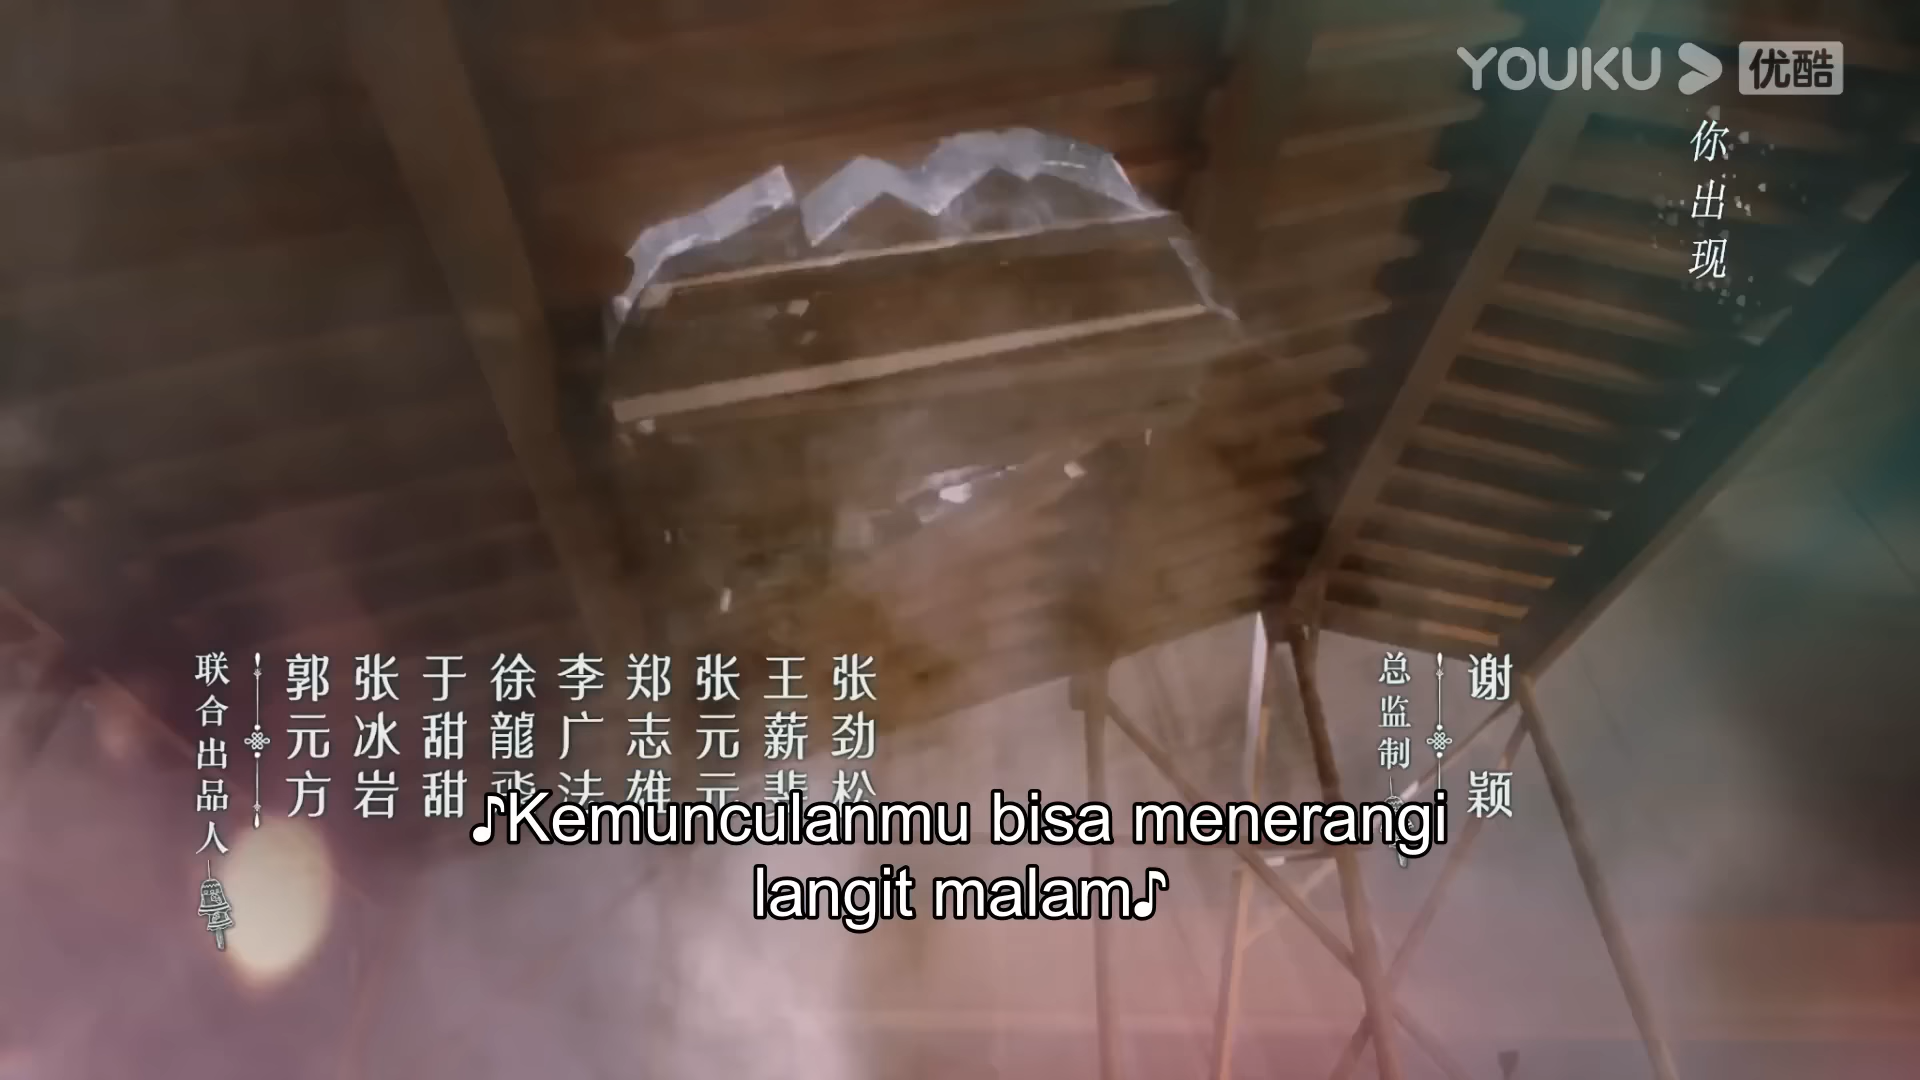 YOUKU 优酷
你出现
联合出品人
郭元方
张冰岩
于甜甜
徐龍飛
李广法
郑志雄
张元元
王薪斐
张劲松
总监制
谢颖
♪Kemunculanmu bisa menerangi
langit malam♪